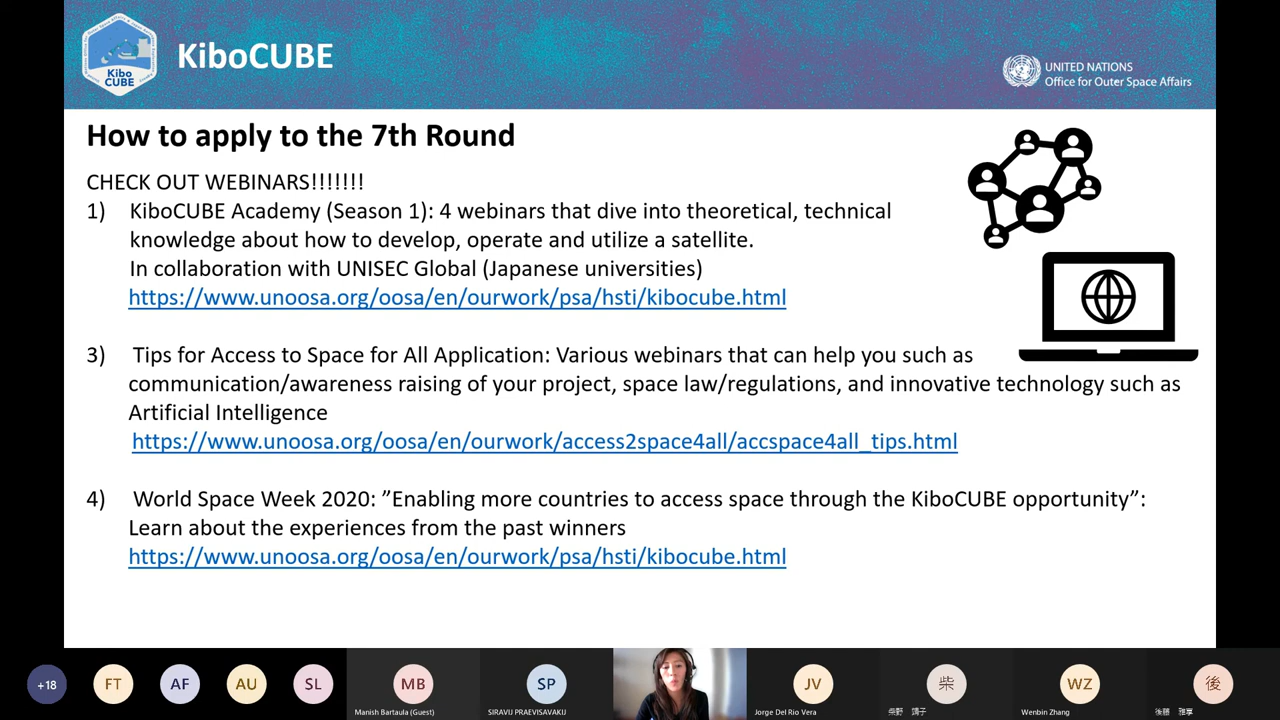 Kibo
CUBE
KiboCUBE
UNITED NATIONS
Office for Outer Space Affairs
How to apply to the 7th Round
CHECK OUT WEBINARS!!!!!!!
1) KiboCUBE Academy (Season 1): 4 webinars that dive into theoretical, technical
knowledge about how to develop, operate and utilize a satellite.
In collaboration with UNISEC Global (Japanese universities)
https://www.unoosa.org/oosa/en/ourwork/psa/hsti/kibocube.html
3) Tips for Access to Space for All Application: Various webinars that can help you such as
communication/awareness raising of your project, space law/regulations, and innovative technology such as
Artificial Intelligence
https://www.unoosa.org/oosa/en/ourwork/access2space4all/accspace4all_tips.html
4) World Space Week 2020: ”Enabling more countries to access space through the KiboCUBE opportunity”:
Learn about the experiences from the past winners
https://www.unoosa.org/oosa/en/ourwork/psa/hsti/kibocube.html
+18
FT
AF
AU
SL
MB
SP
JV
柴
WZ
後
Manish Bartaula (Guest)
SIRAVIJ PRAEVISAVAKIJ
Jorge Del Rio Vera
Wenbin Zhang